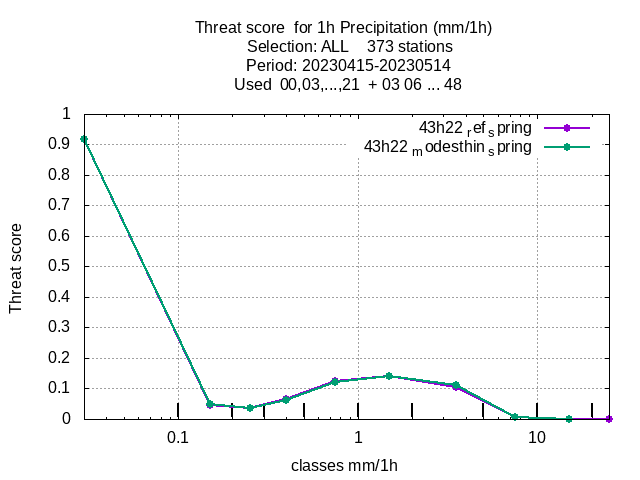 Threat score  for 1h Precipitation (mm/1h)
Selection: ALL    373 stations
Period: 20230415-20230514
Used  00,03,...,21  + 03 06 ... 48
43h22 ref spring
43h22 modesthin spring
1
0.9
0.8
0.7
0.6
0.5
0.4
0.3
0.2
0.1
0
Threat score
0.1 1 10
classes mm/1h